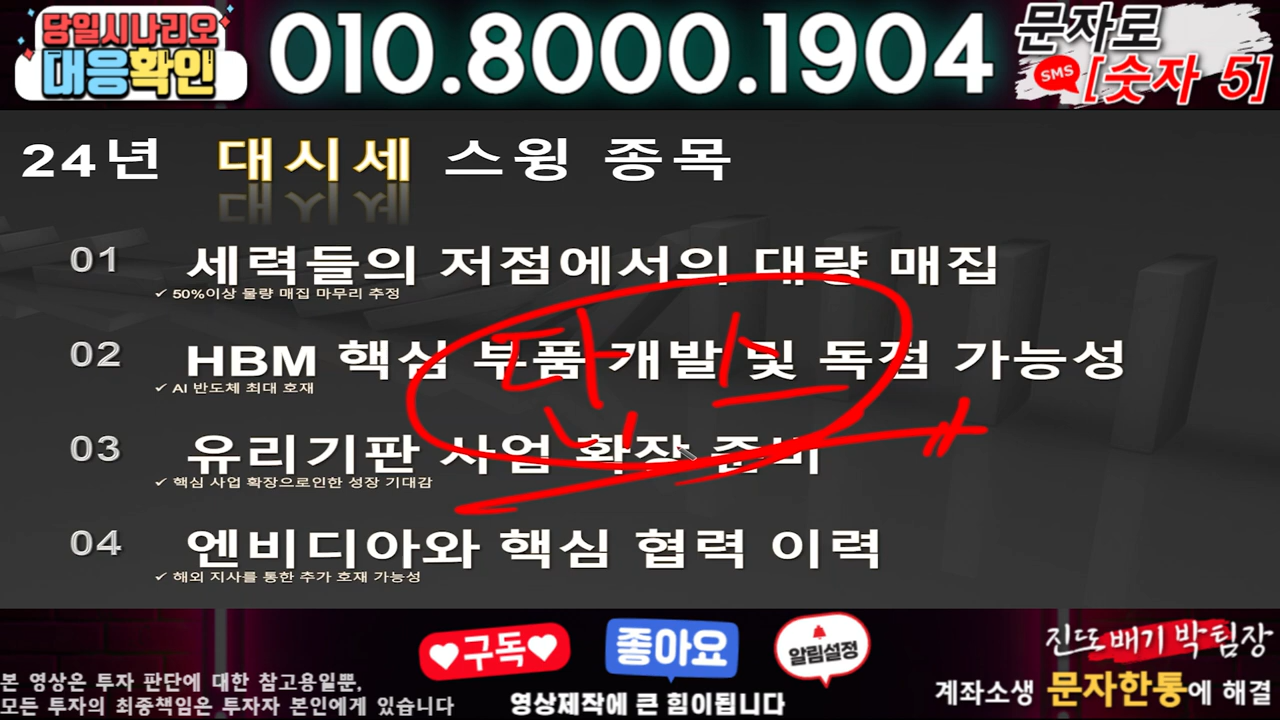 당일시나리오
대응확인
010.8000.1904
문자로
SMS [숫자 5]
24년 대시세 스윙 종목
01 세력들의 저점에서의 대량 매집
✓ 50%이상 물량 매집 마무리 추정
02 HBM 핵심 부품 개발 및 독점 가능성
✓ AI 반도체 최대 호재
단 스
03 유리기판 사업 확장 준비
✓ 핵심 사업 확장으로인한 성장 기대감
04 엔비디아와 핵심 협력 이력
✓ 해외 지사를 통한 추가 호재 가능성
구독
좋아요
알림설정
영상제작에 큰 힘이됩니다
본 영상은 투자 판단에 대한 참고용일뿐,
모든 투자의 최종책임은 투자자 본인에게 있습니다
진또배기 박팀장
계좌소생 문자한통에 해결